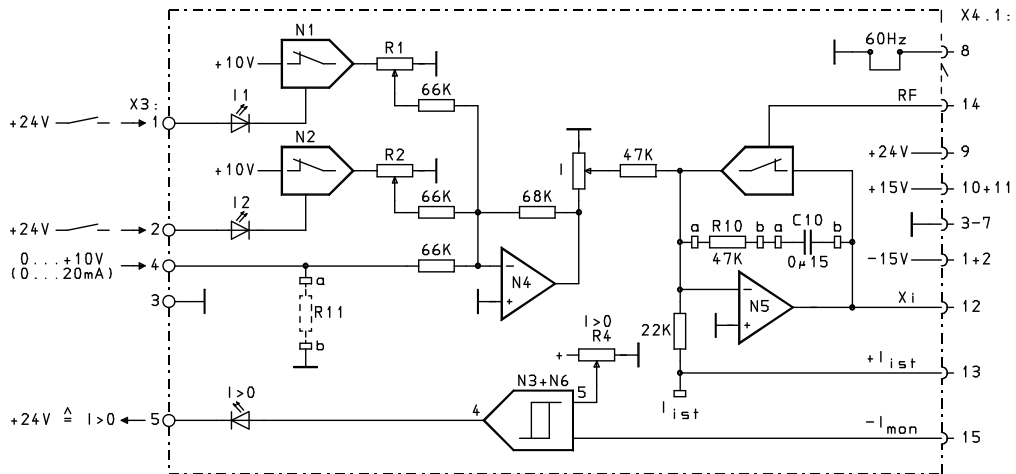 X4.1:
N1
60Hz
R1
8
+10V
66K
I1
RF
14
X3:
+24V
1
N2
47K
+24V
9
+10V
R2
I
+15V
10+11
I2
66K
68K
a
R10
b
a
C10
b
3-7
+24V
2
0...+10V
(0...20mA)
4
66K
47K
0µ15
-15V
1+2
a
-
N4
+
-
N5
+
Xi
12
3
R11
I>0
R4
22K
b
+
+Iist
13
N3+N6
I>0
5
Iist
+24V ≙ I>0
5
4
-Imon
15